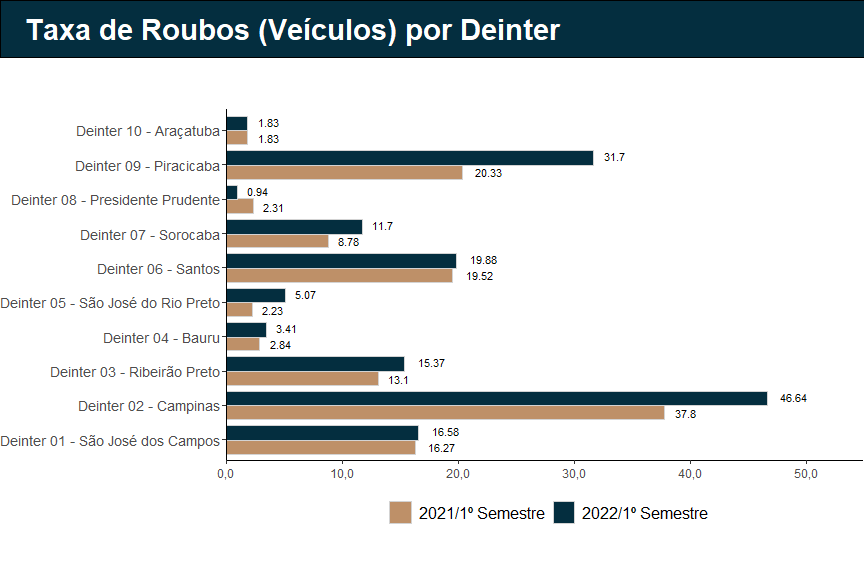 Taxa de Roubos (Veículos) por Deinter
Deinter 10 - Araçatuba
1.83
1.83
Deinter 09 - Piracicaba
31.7
20.33
Deinter 08 - Presidente Prudente
0.94
2.31
Deinter 07 - Sorocaba
11.7
8.78
Deinter 06 - Santos
19.88
19.52
Deinter 05 - São José do Rio Preto
5.07
2.23
Deinter 04 - Bauru
3.41
2.84
Deinter 03 - Ribeirão Preto
15.37
13.1
Deinter 02 - Campinas
46.64
37.8
Deinter 01 - São José dos Campos
16.58
16.27
0,0 10,0 20,0 30,0 40,0 50,0
2021/1º Semestre 2022/1º Semestre